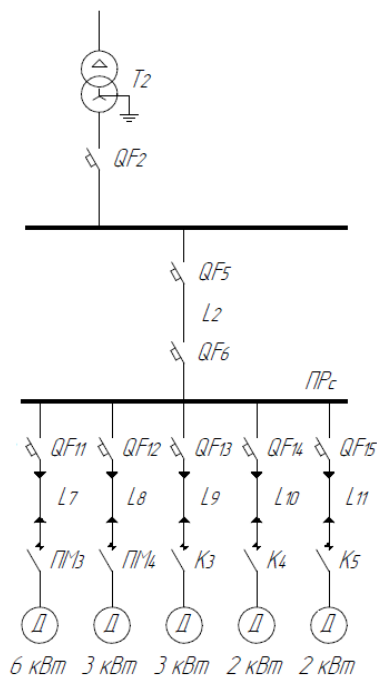 T2
QF2
QF5
L2
QF6
ПРс
QF11 QF12 QF13 QF14 QF15
L7 L8 L9 L10 L11
ПМ3 ПМ4 К3 К4 К5
Д Д Д Д Д
6 кВт 3 кВт 3 кВт 2 кВт 2 кВт